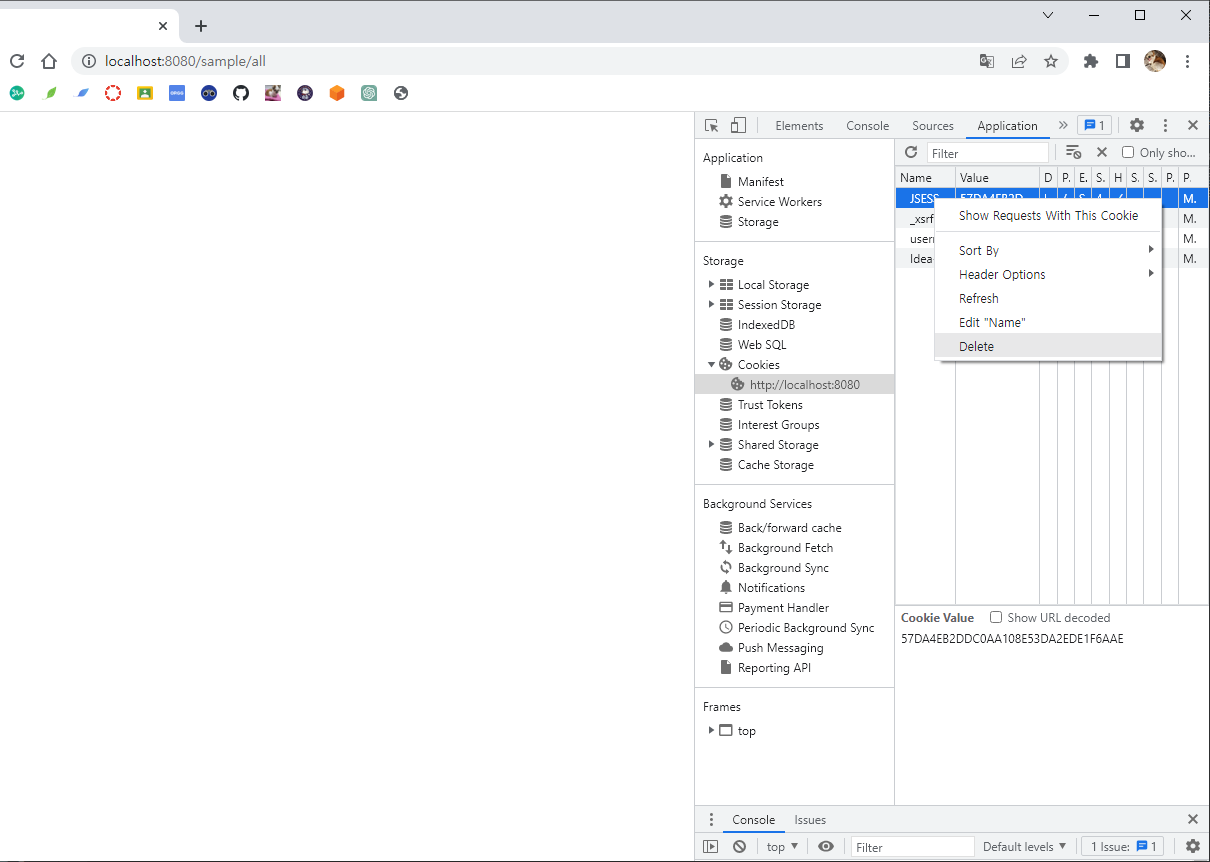 localhost:8080/sample/all
Elements Console Sources Application 1
Application
Manifest
Service Workers
Storage
Storage
Local Storage
Session Storage
IndexedDB
Web SQL
Cookies
http://localhost:8080
Trust Tokens
Interest Groups
Shared Storage
Cache Storage
Background Services
Back/forward cache
Background Fetch
Background Sync
Notifications
Payment Handler
Periodic Background Sync
Push Messaging
Reporting API
Frames
top
Filter Only sho...
Name Value D P. E. S. H S. S. P. P.
JSESS M.
_xsrf M.
M.
Idea M.
Show Requests With This Cookie
Sort By
Header Options
Refresh
Edit "Name"
Delete
Cookie Value Show URL decoded
57DA4EB2DDC0AA108E53DA2EDE1F6AAE
Console Issues
top Filter Default levels 1 Issue: 1